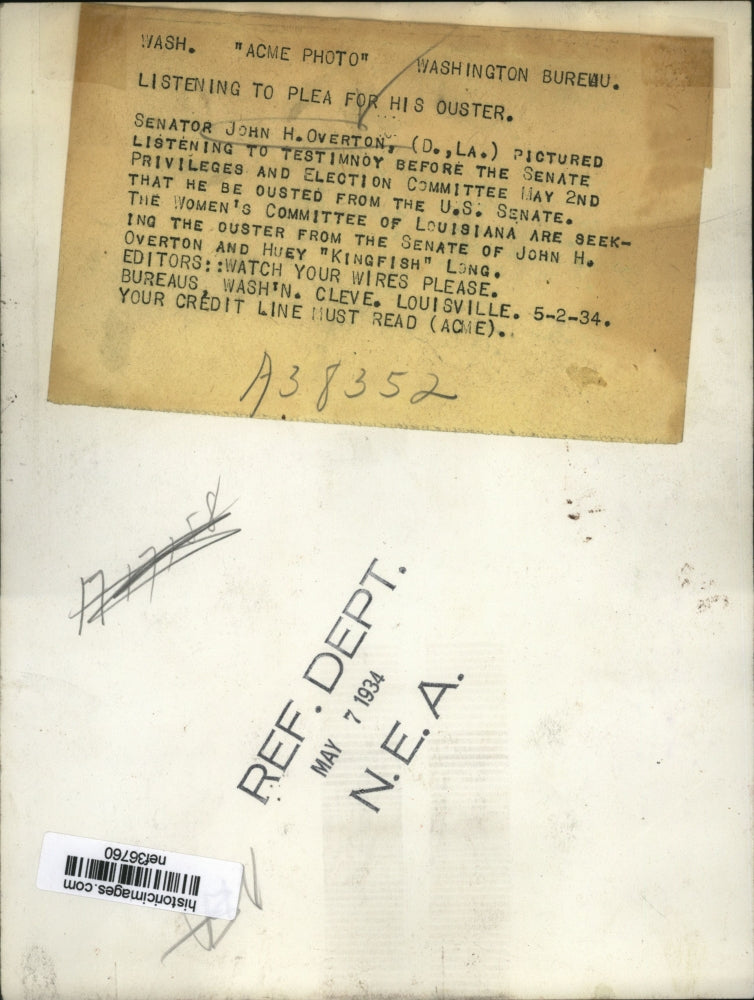 WASH. "ACME PHOTO" WASHINGTON BUREAU.
LISTENING TO PLEA FOR HIS OUSTER.
SENATOR JOHN H.OVERTON, (D.,LA.) PICTURED
LISTENING TO TESTIMNOY BEFORE THE SENATE
PRIVILEGES AND ELECTION COMMITTEE MAY 2ND
THAT HE BE OUSTED FROM THE U.S. SENATE.
THE WOMEN'S COMMITTEE OF LOUISIANA ARE SEEK-
ING THE OUSTER FROM THE SENATE OF JOHN H.
OVERTON AND HUEY "KINGFISH" LONG.
EDITORS::WATCH YOUR WIRES PLEASE.
BUREAUS, WASH'N. CLEVE. LOUISVILLE. 5-2-34.
YOUR CREDIT LINE MUST READ (ACME).
A38352
REF. DEPT.
MAY 7 1934
N.E.A.
historicimages.com
nef36760